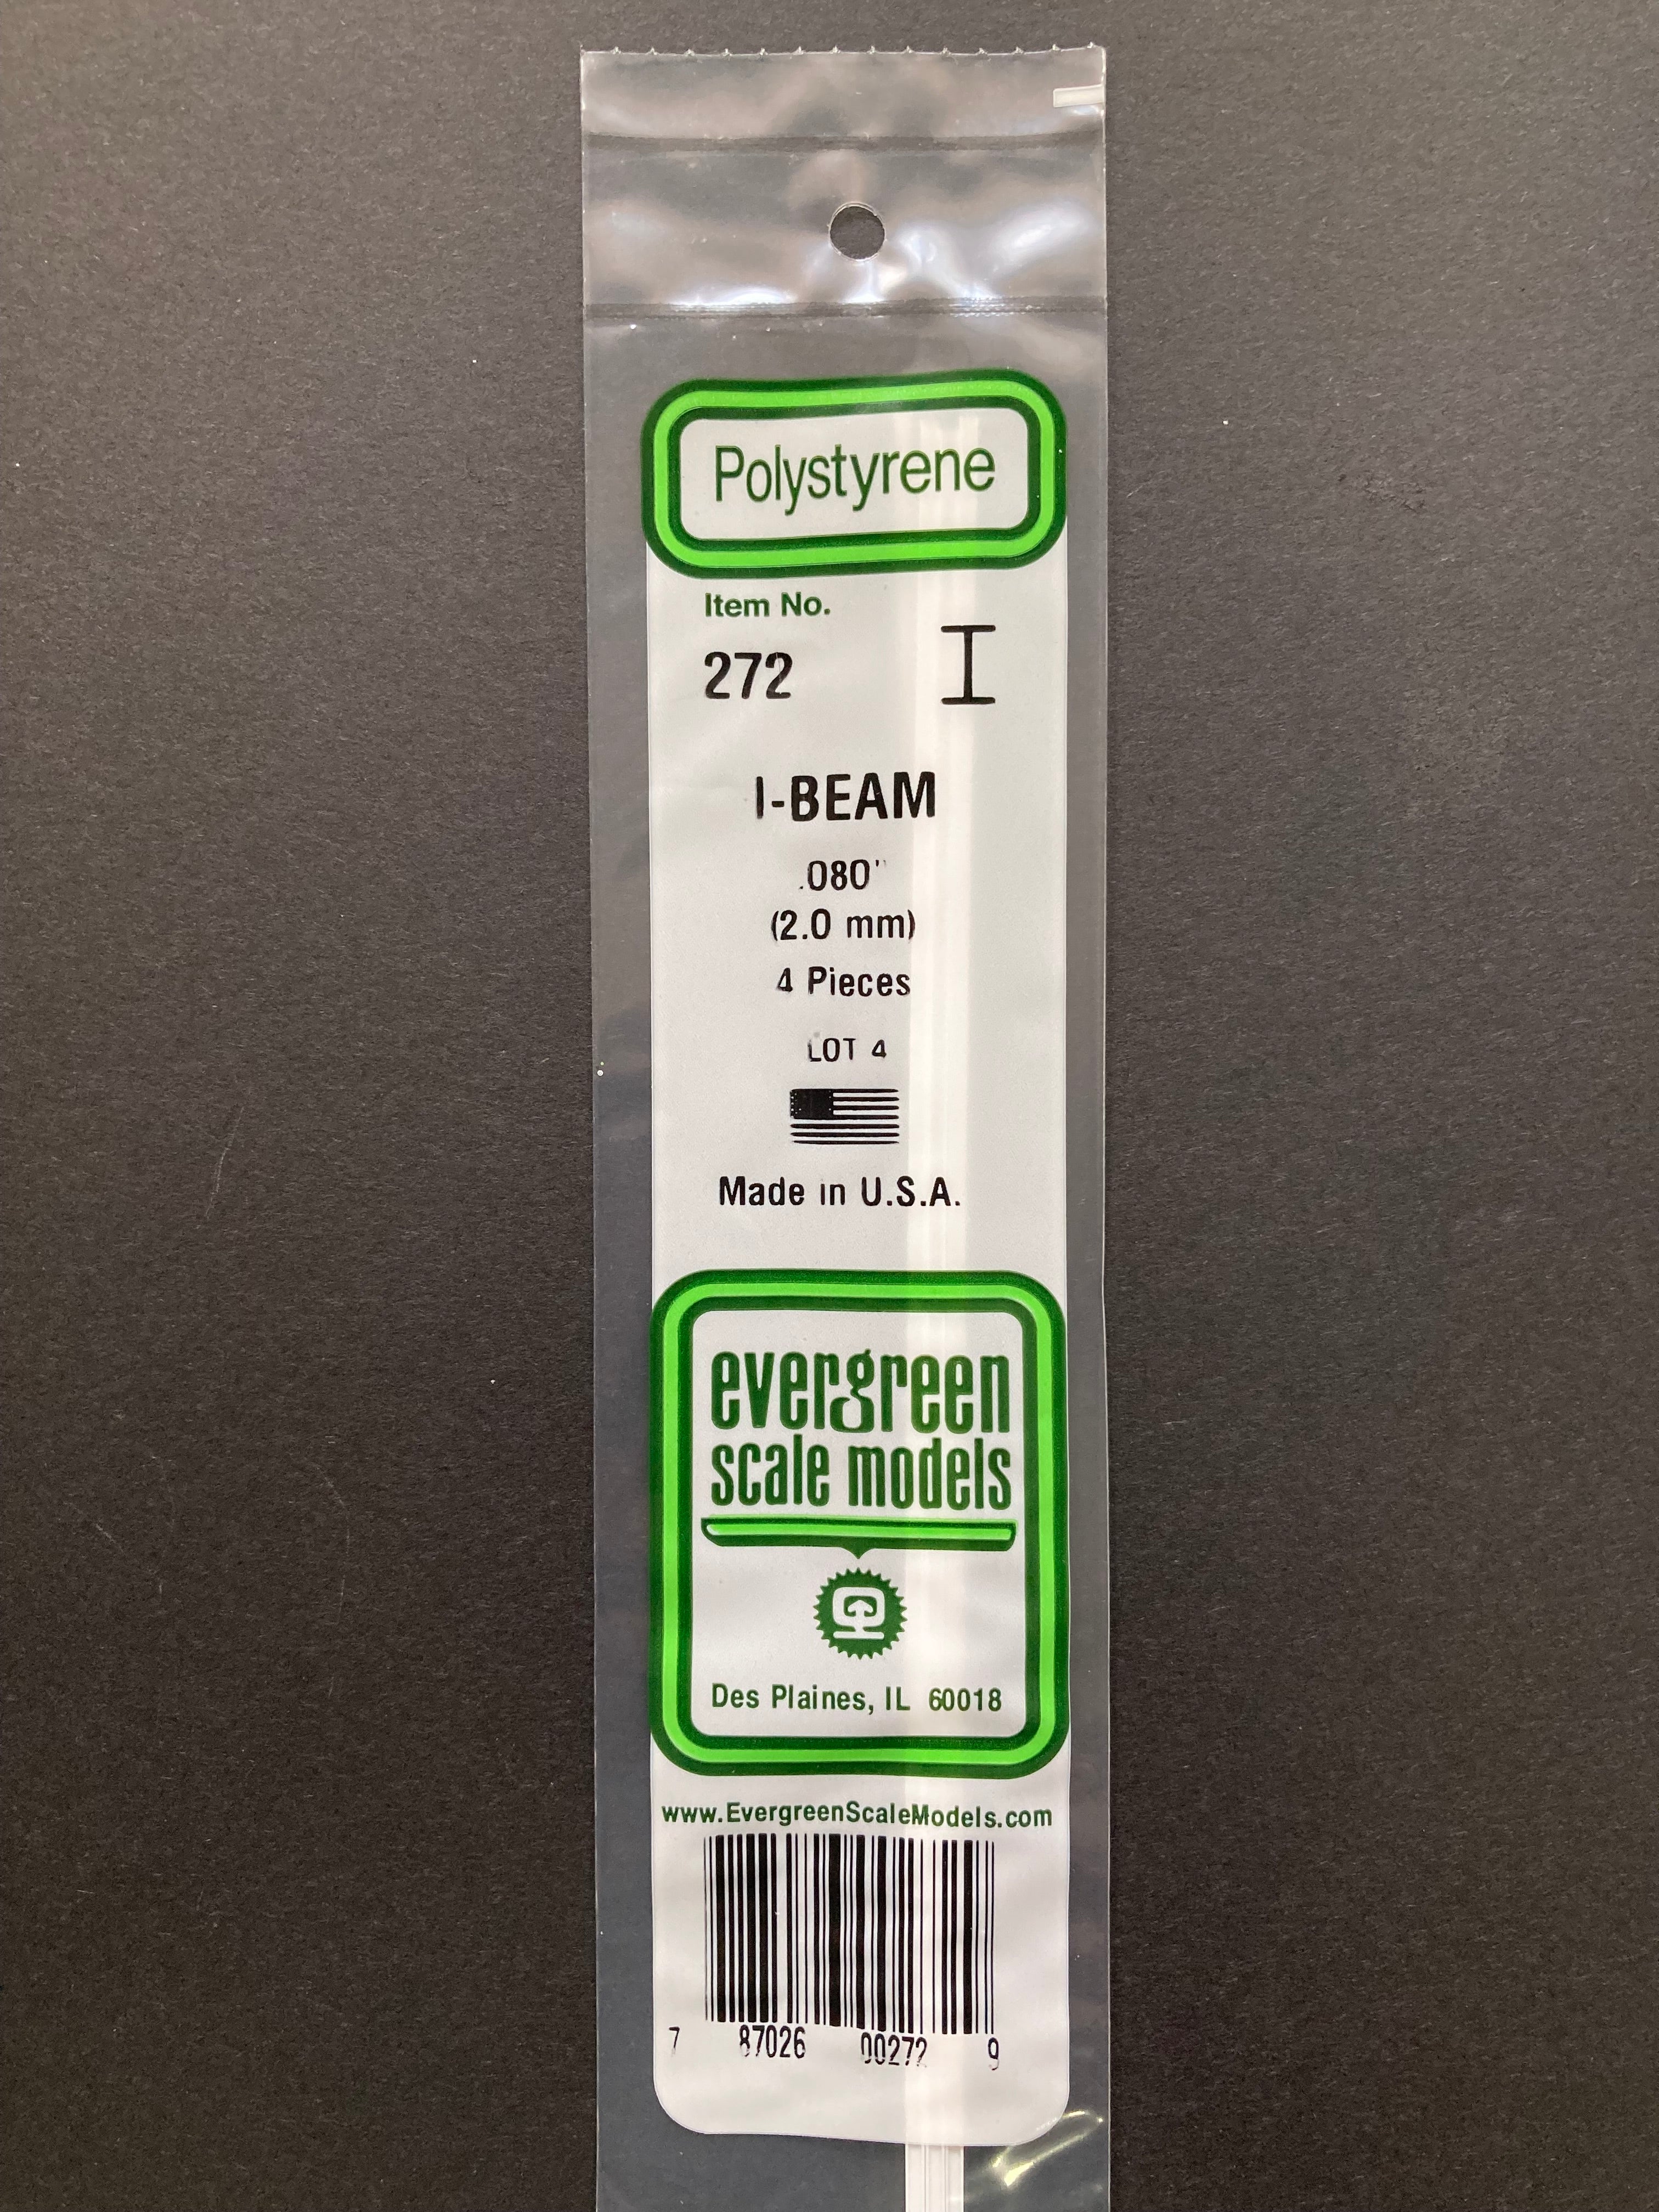 Polystyrene
Item No.
272
I-BEAM
.080"
(2.0 mm)
4 Pieces
LOT 4
Made in U.S.A.
evergreen
scale models
Des Plaines, IL 60018
www.EvergreenScaleModels.com
7 87026 00272 9